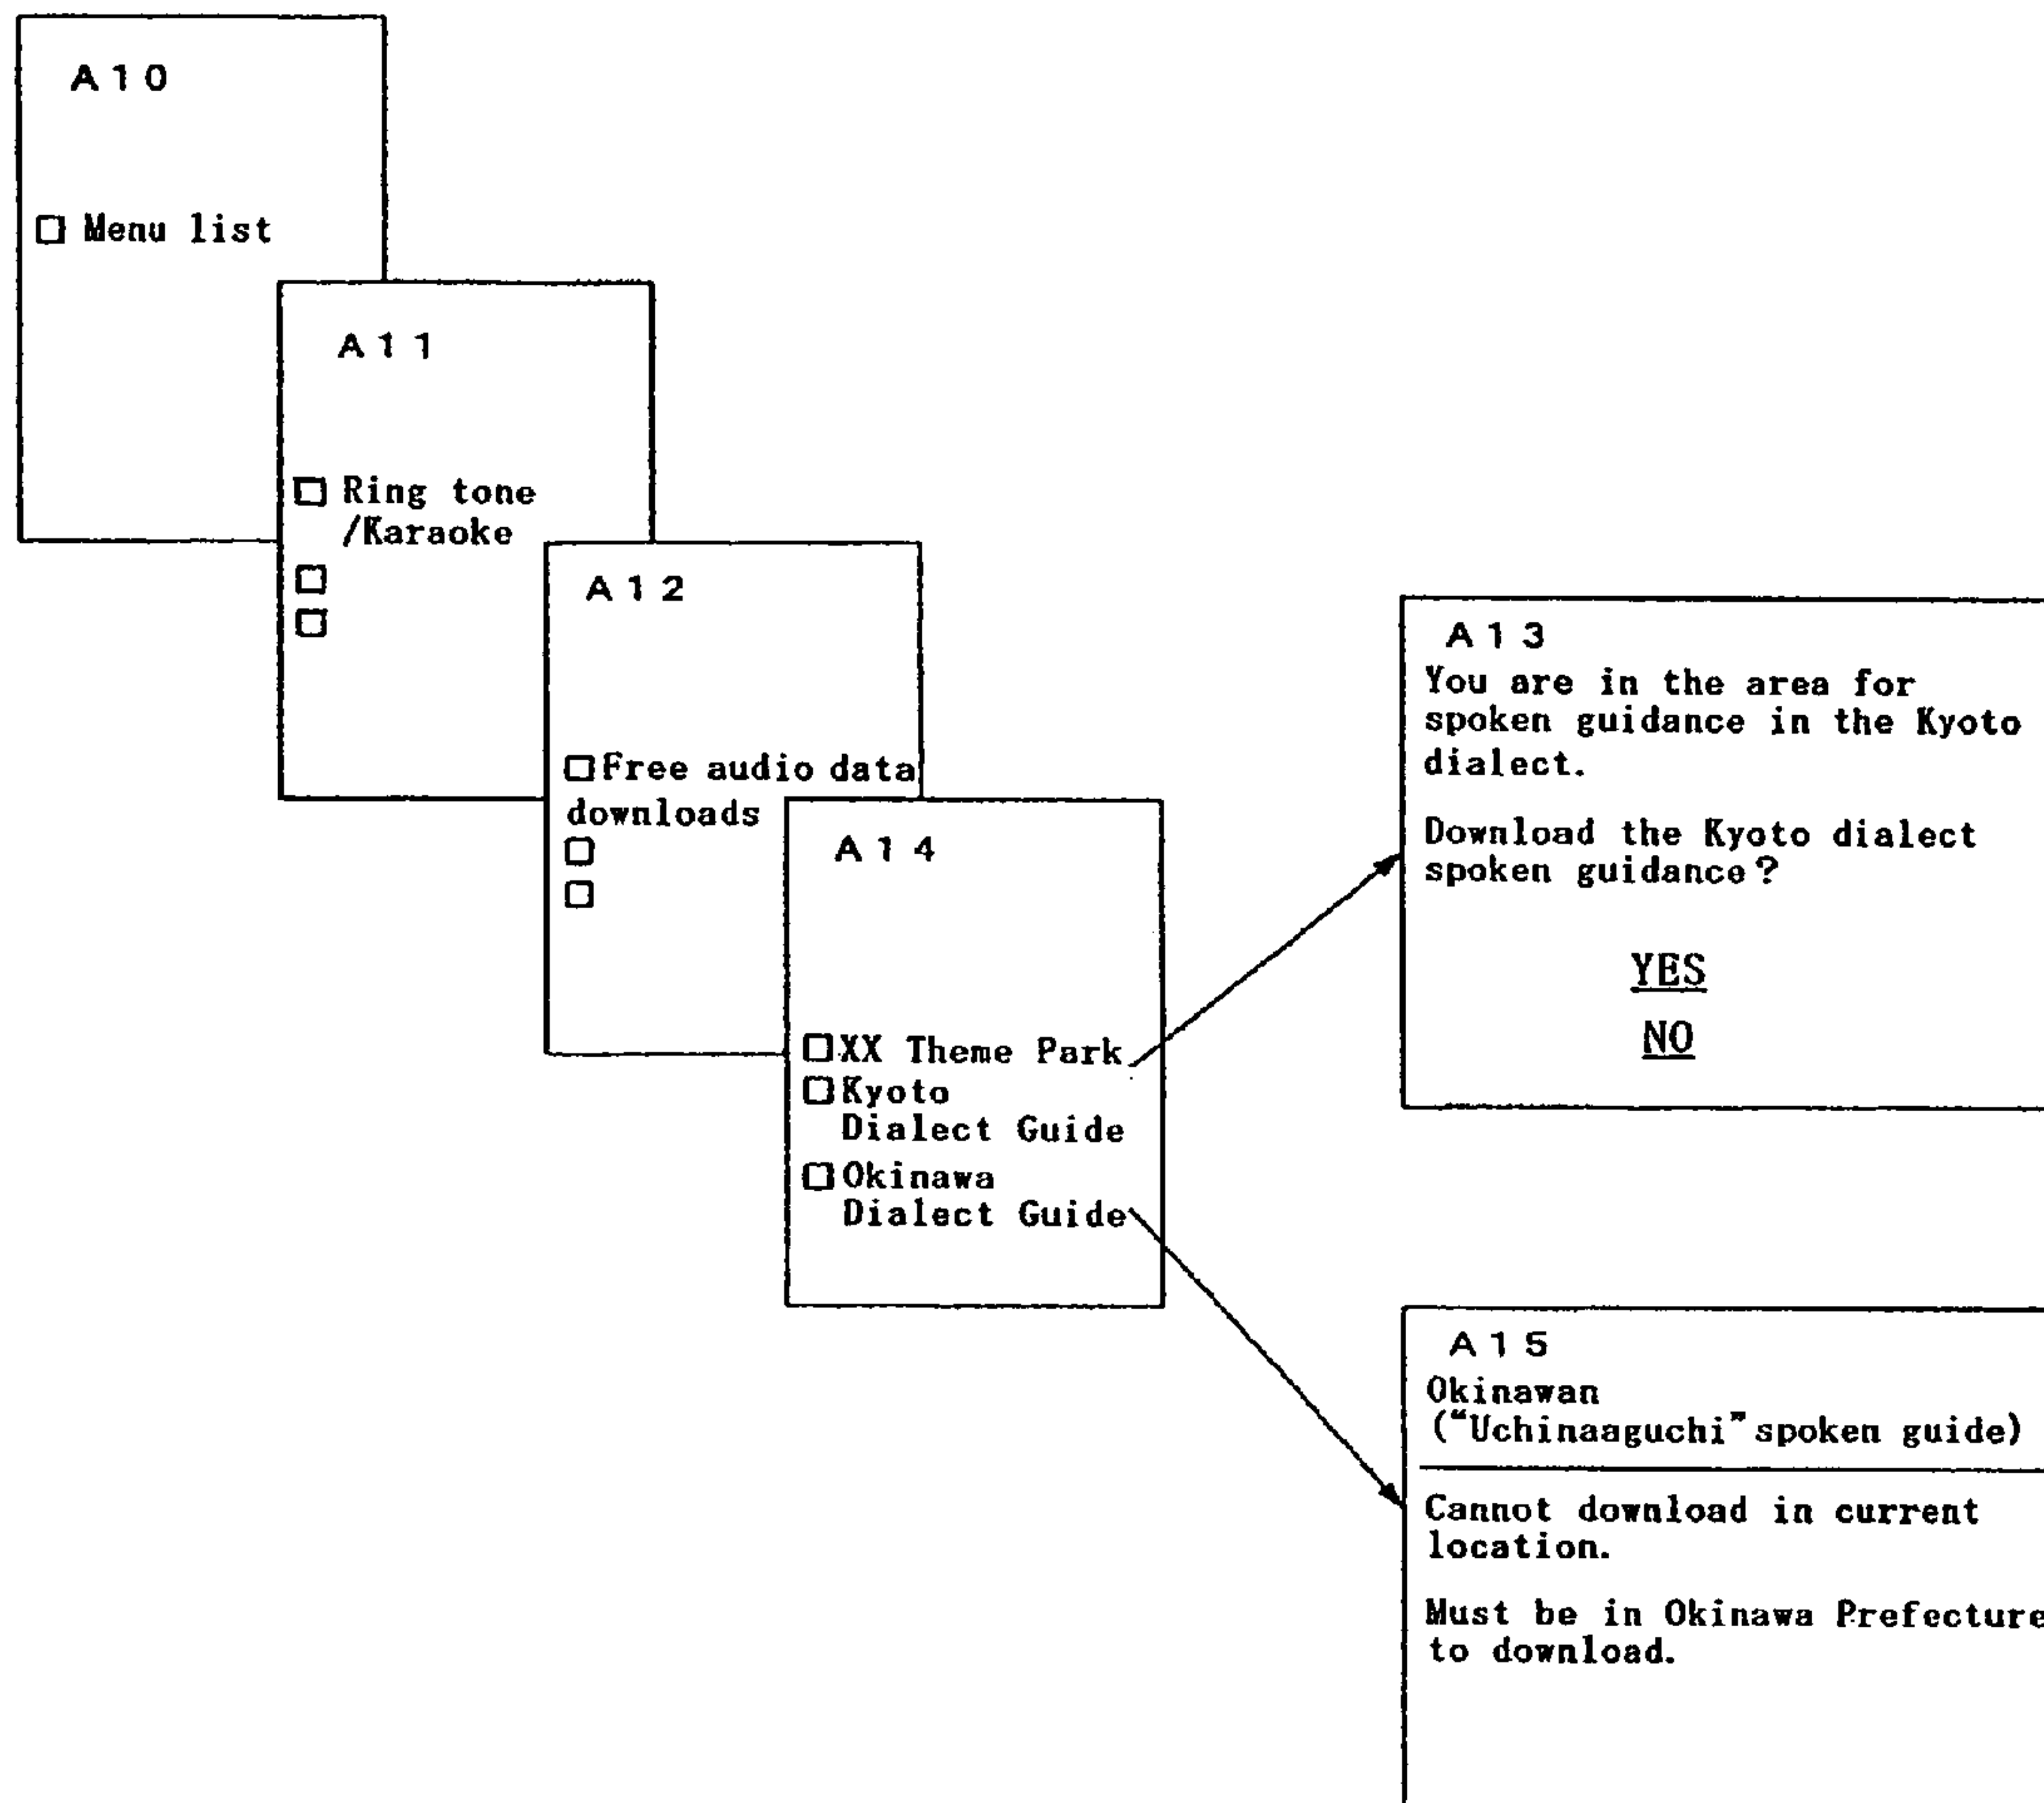 A10
□ Menu list
A11
□ Ring tone
/Karaoke
□
□
A12
□Free audio data
downloads
□
□
A14
□XX Theme Park
□Kyoto
Dialect Guide
□Okinawa
Dialect Guide
A13
You are in the area for
spoken guidance in the Kyoto
dialect.
Download the Kyoto dialect
spoken guidance?
YES
NO
A15
Okinawan
("Uchinaaguchi" spoken guide)
Cannot download in current
location.
Must be in Okinawa Prefecture
to download.